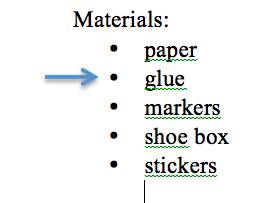 Materials:
• paper
• glue
• markers
• shoe box
• stickers